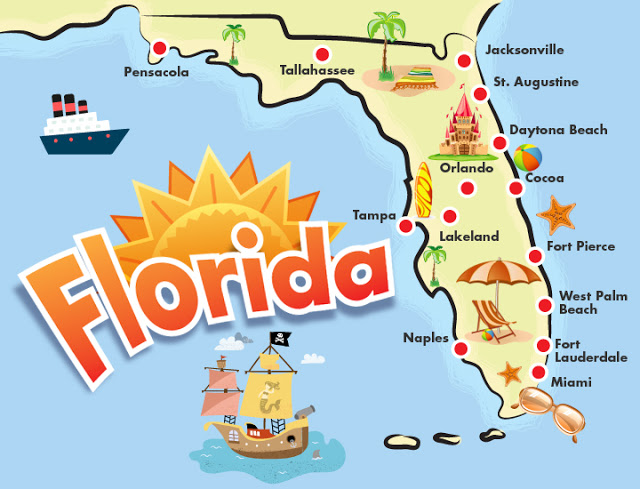 Pensacola
Tallahassee
Jacksonville
St. Augustine
Daytona Beach
Orlando
Cocoa
Tampa
Lakeland
Fort Pierce
Florida
West Palm
Beach
Naples
Fort
Lauderdale
Miami